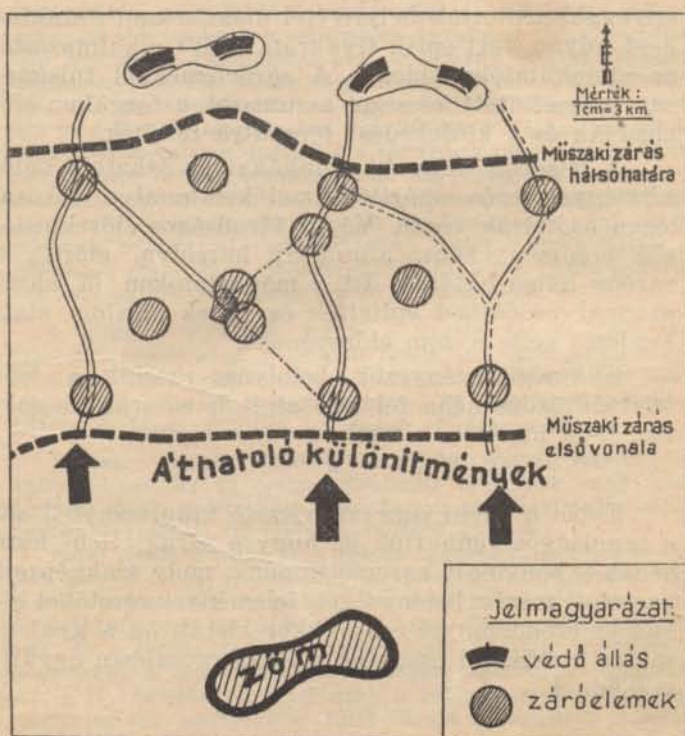 Mérték:
1cm=3 km.
Műszaki zárás
hátsó határa
Műszaki zárás
első vonala
Áthatoló különítmények
zöm
Jelmagyarázat:
védő állás
záróelemek